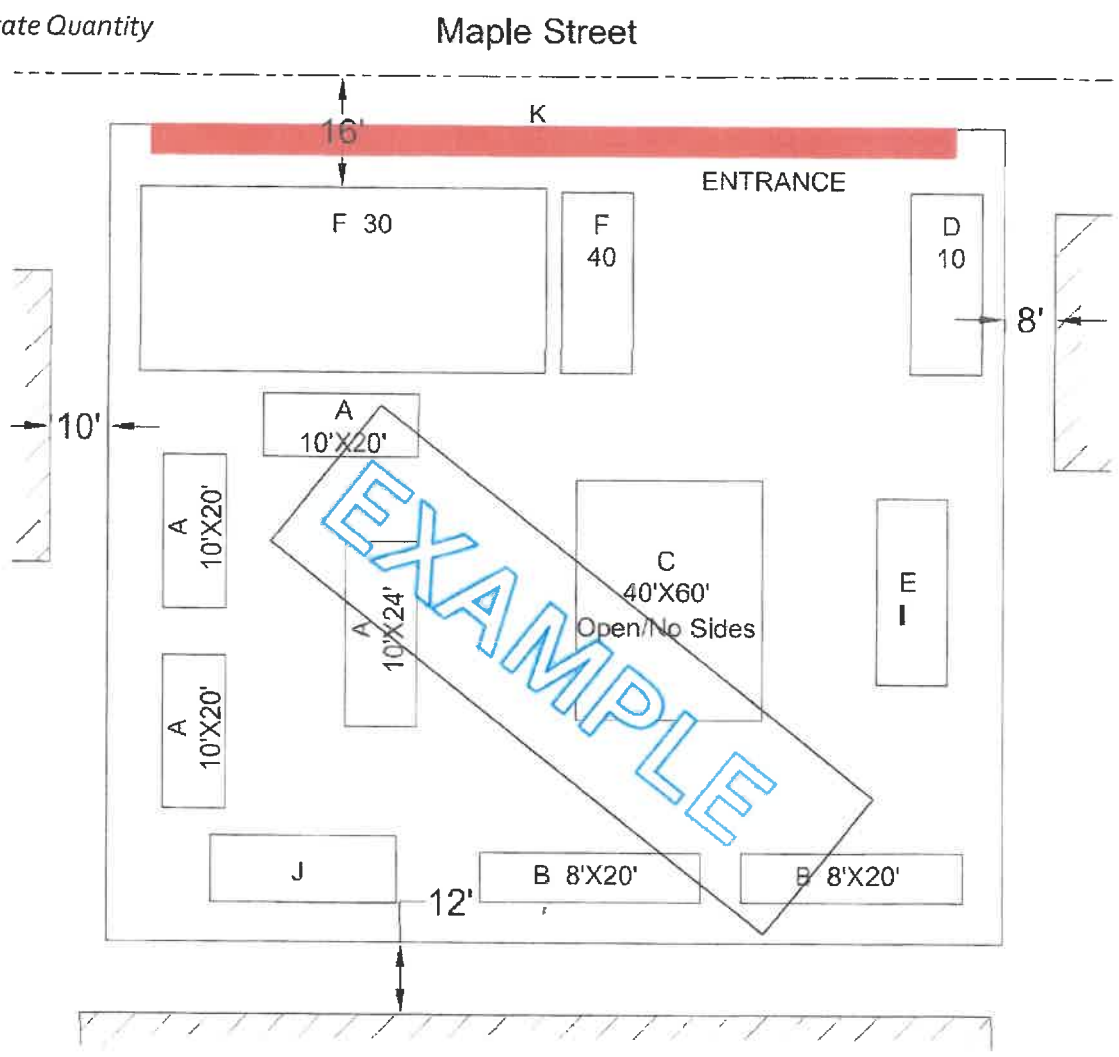 ate Quantity
Maple Street
K
16'
ENTRANCE
F 30
F
40
D
10
8'
10'
A
10'X20'
A
10'X20'
A
10'X24'
C
40'X60'
Open/No Sides
E
I
A
10'X20'
J
B 8'X20'
B 8'X20'
12'
EXAMPLE